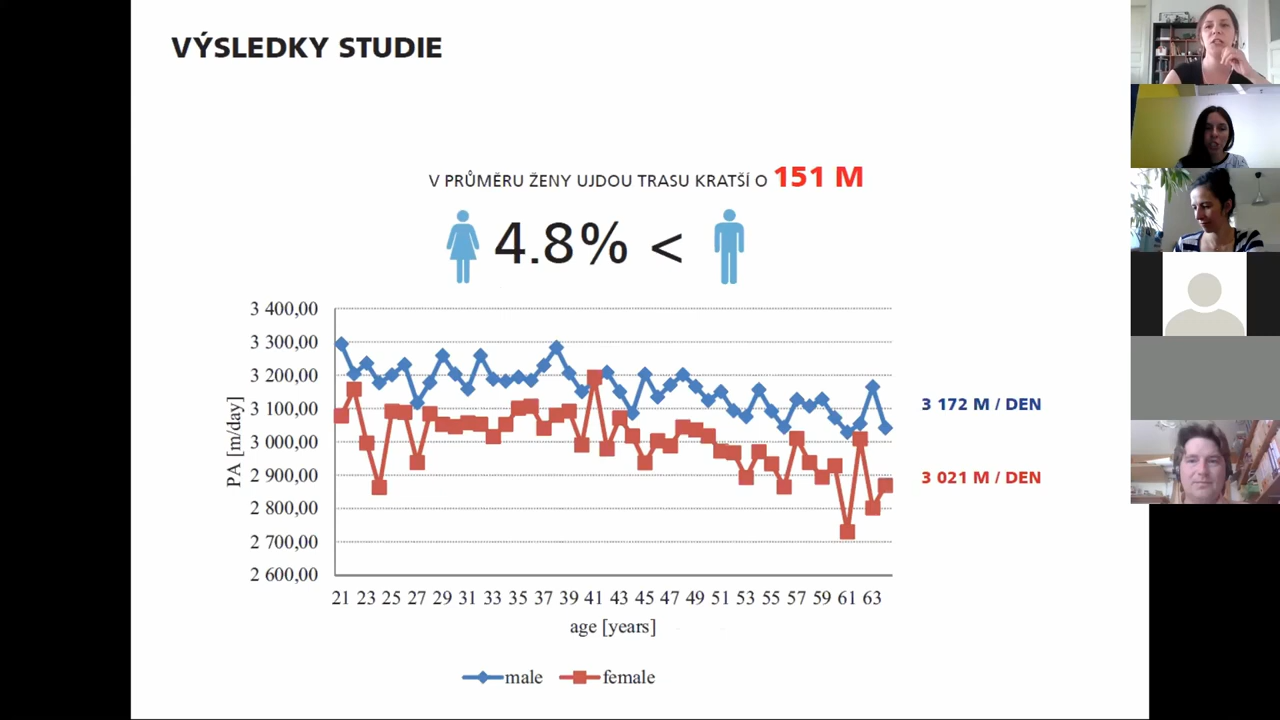 VÝSLEDKY STUDIE
V PRŮMĚRU ŽENY UJDOU TRASU KRATŠÍ O 151 M
4.8% <
3 400,00
3 300,00
3 200,00
3 100,00
3 000,00
2 900,00
2 800,00
2 700,00
2 600,00
PA [m/day]
3 172 M / DEN
3 021 M / DEN
21 23 25 27 29 31 33 35 37 39 41 43 45 47 49 51 53 55 57 59 61 63
age [years]
male female